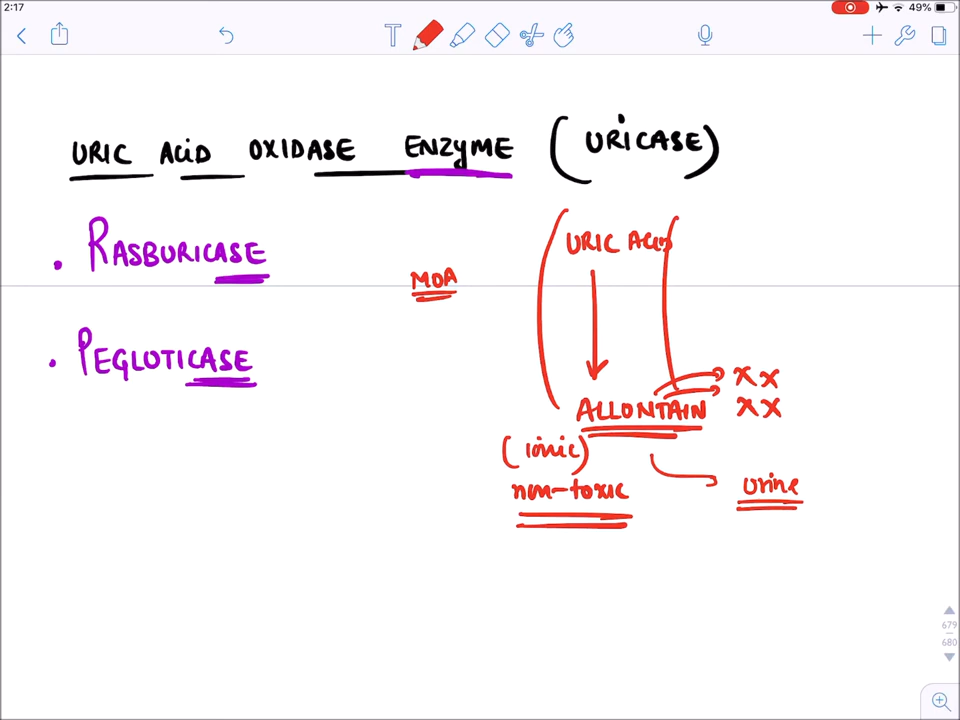 2:17
49%
T
URIC ACiD OXIDASE ENZyME (URiCASE)
. RASBURICASE
URIC ACID
MOA
. PEGLOTICASE
xx
ALLONTAIN
xx
(ionic)
non-toxic
urine
679
680